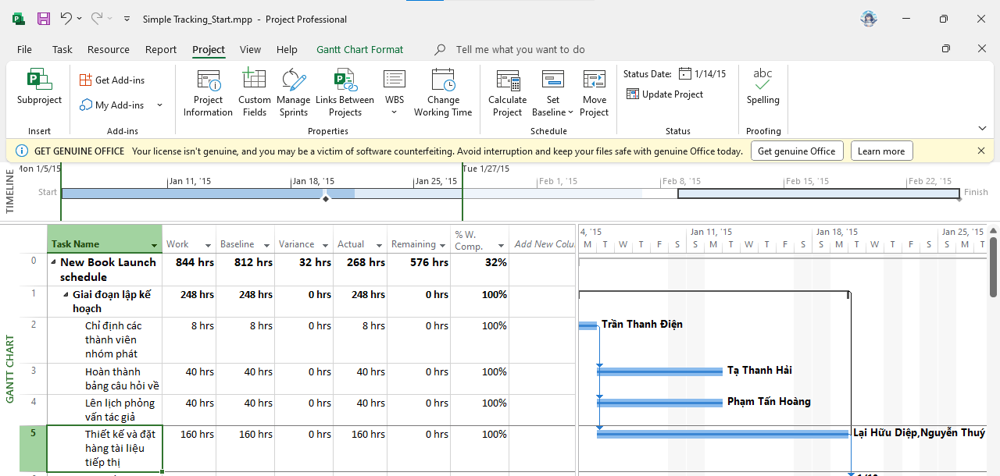 Simple Tracking_Start.mpp - Project Professional
File Task Resource Report Project View Help Gantt Chart Format Tell me what you want to do
Subproject
Insert
Get Add-ins
My Add-ins
Add-ins
Project Information
Custom Fields
Manage Sprints
Links Between Projects
WBS
Change Working Time
Properties
Calculate Project
Set Baseline
Move Project
Schedule
Status Date: 1/14/15
Update Project
Status
abc
Spelling
Proofing
GET GENUINE OFFICE Your license isn't genuine, and you may be a victim of software counterfeiting. Avoid interruption and keep your files safe with genuine Office today. Get genuine Office Learn more
TIMELINE
Mon 1/5/15 Tue 1/27/15
Jan 11, '15 Jan 18, '15 Jan 25, '15 Feb 1, '15 Feb 8, '15 Feb 15, '15 Feb 22, '15
Start Finish
GANTT CHART
Task Name Work Baseline Variance Actual Remaining % W. Comp.
4, '15 Jan 11, '15 Jan 18, '15 Jan 25, '15
M T W T F S S M T W T F S S M T W T F S S M T
0 New Book Launch schedule 844 hrs 812 hrs 32 hrs 268 hrs 576 hrs 32%
1 Giai đoạn lập kế hoạch 248 hrs 248 hrs 0 hrs 248 hrs 0 hrs 100%
2 Chỉ định các thành viên nhóm phát 8 hrs 8 hrs 0 hrs 8 hrs 0 hrs 100% Trần Thanh Điện
3 Hoàn thành bảng câu hỏi về 40 hrs 40 hrs 0 hrs 40 hrs 0 hrs 100% Tạ Thanh Hải
4 Lên lịch phỏng vấn tác giả 40 hrs 40 hrs 0 hrs 40 hrs 0 hrs 100% Phạm Tấn Hoàng
5 Thiết kế và đặt hàng tài liệu tiếp thị 160 hrs 160 hrs 0 hrs 160 hrs 0 hrs 100% Lại Hữu Diệp,Nguyễn Thuý